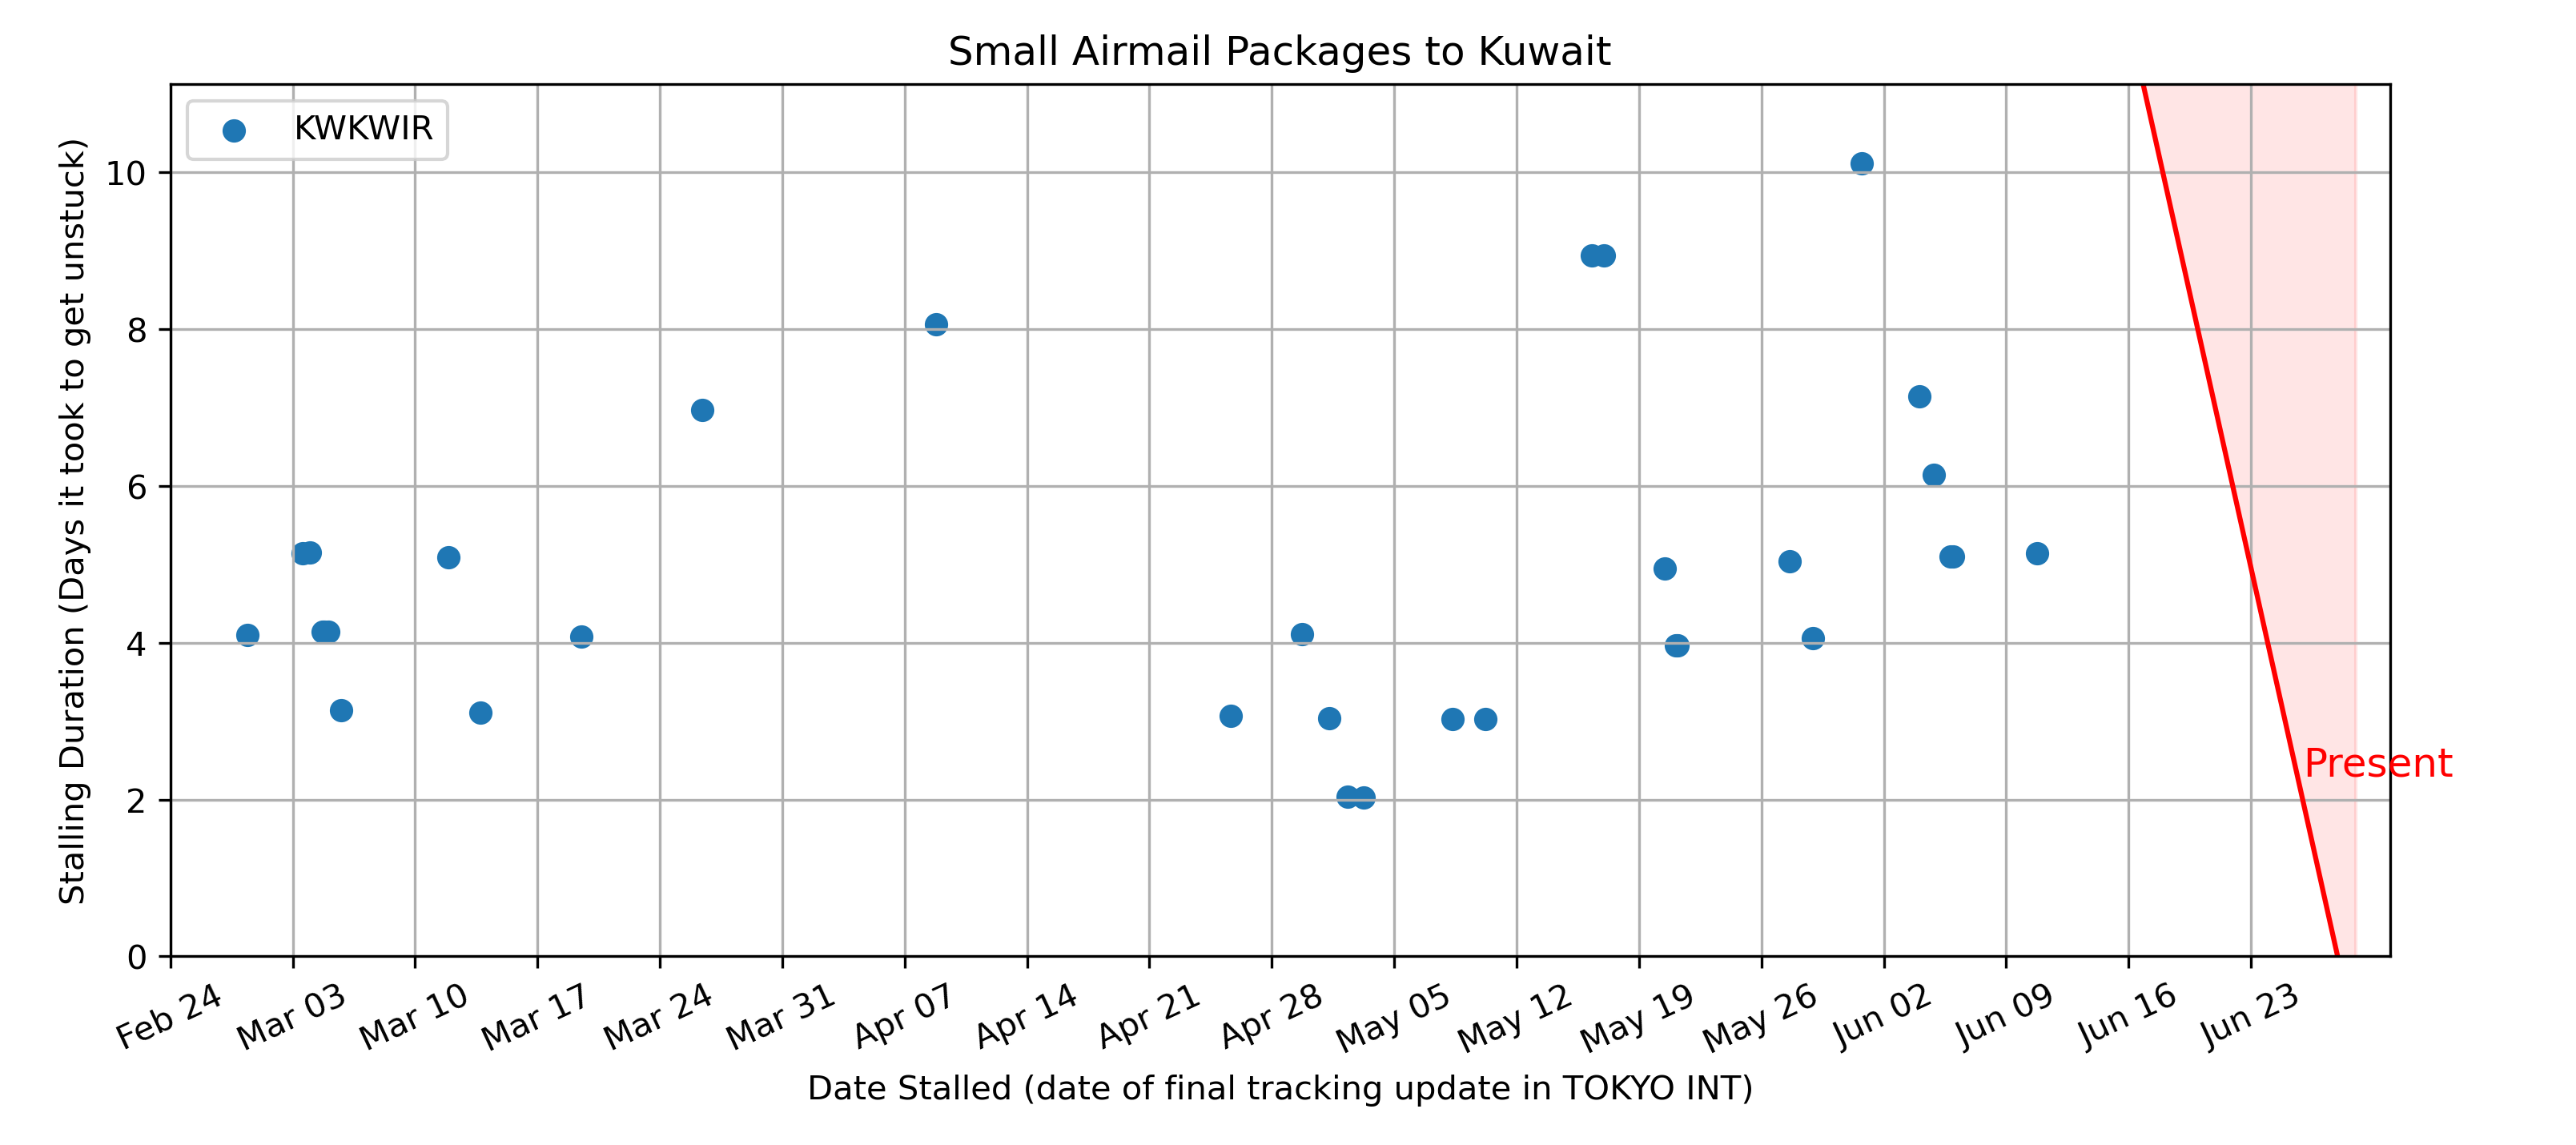 Small Airmail Packages to Kuwait
KWKWIR
Stalling Duration (Days it took to get unstuck)
10
8
6
4
2
0
Present
Feb 24
Mar 03
Mar 10
Mar 17
Mar 24
Mar 31
Apr 07
Apr 14
Apr 21
Apr 28
May 05
May 12
May 19
May 26
Jun 02
Jun 09
Jun 16
Jun 23
Date Stalled (date of final tracking update in TOKYO INT)